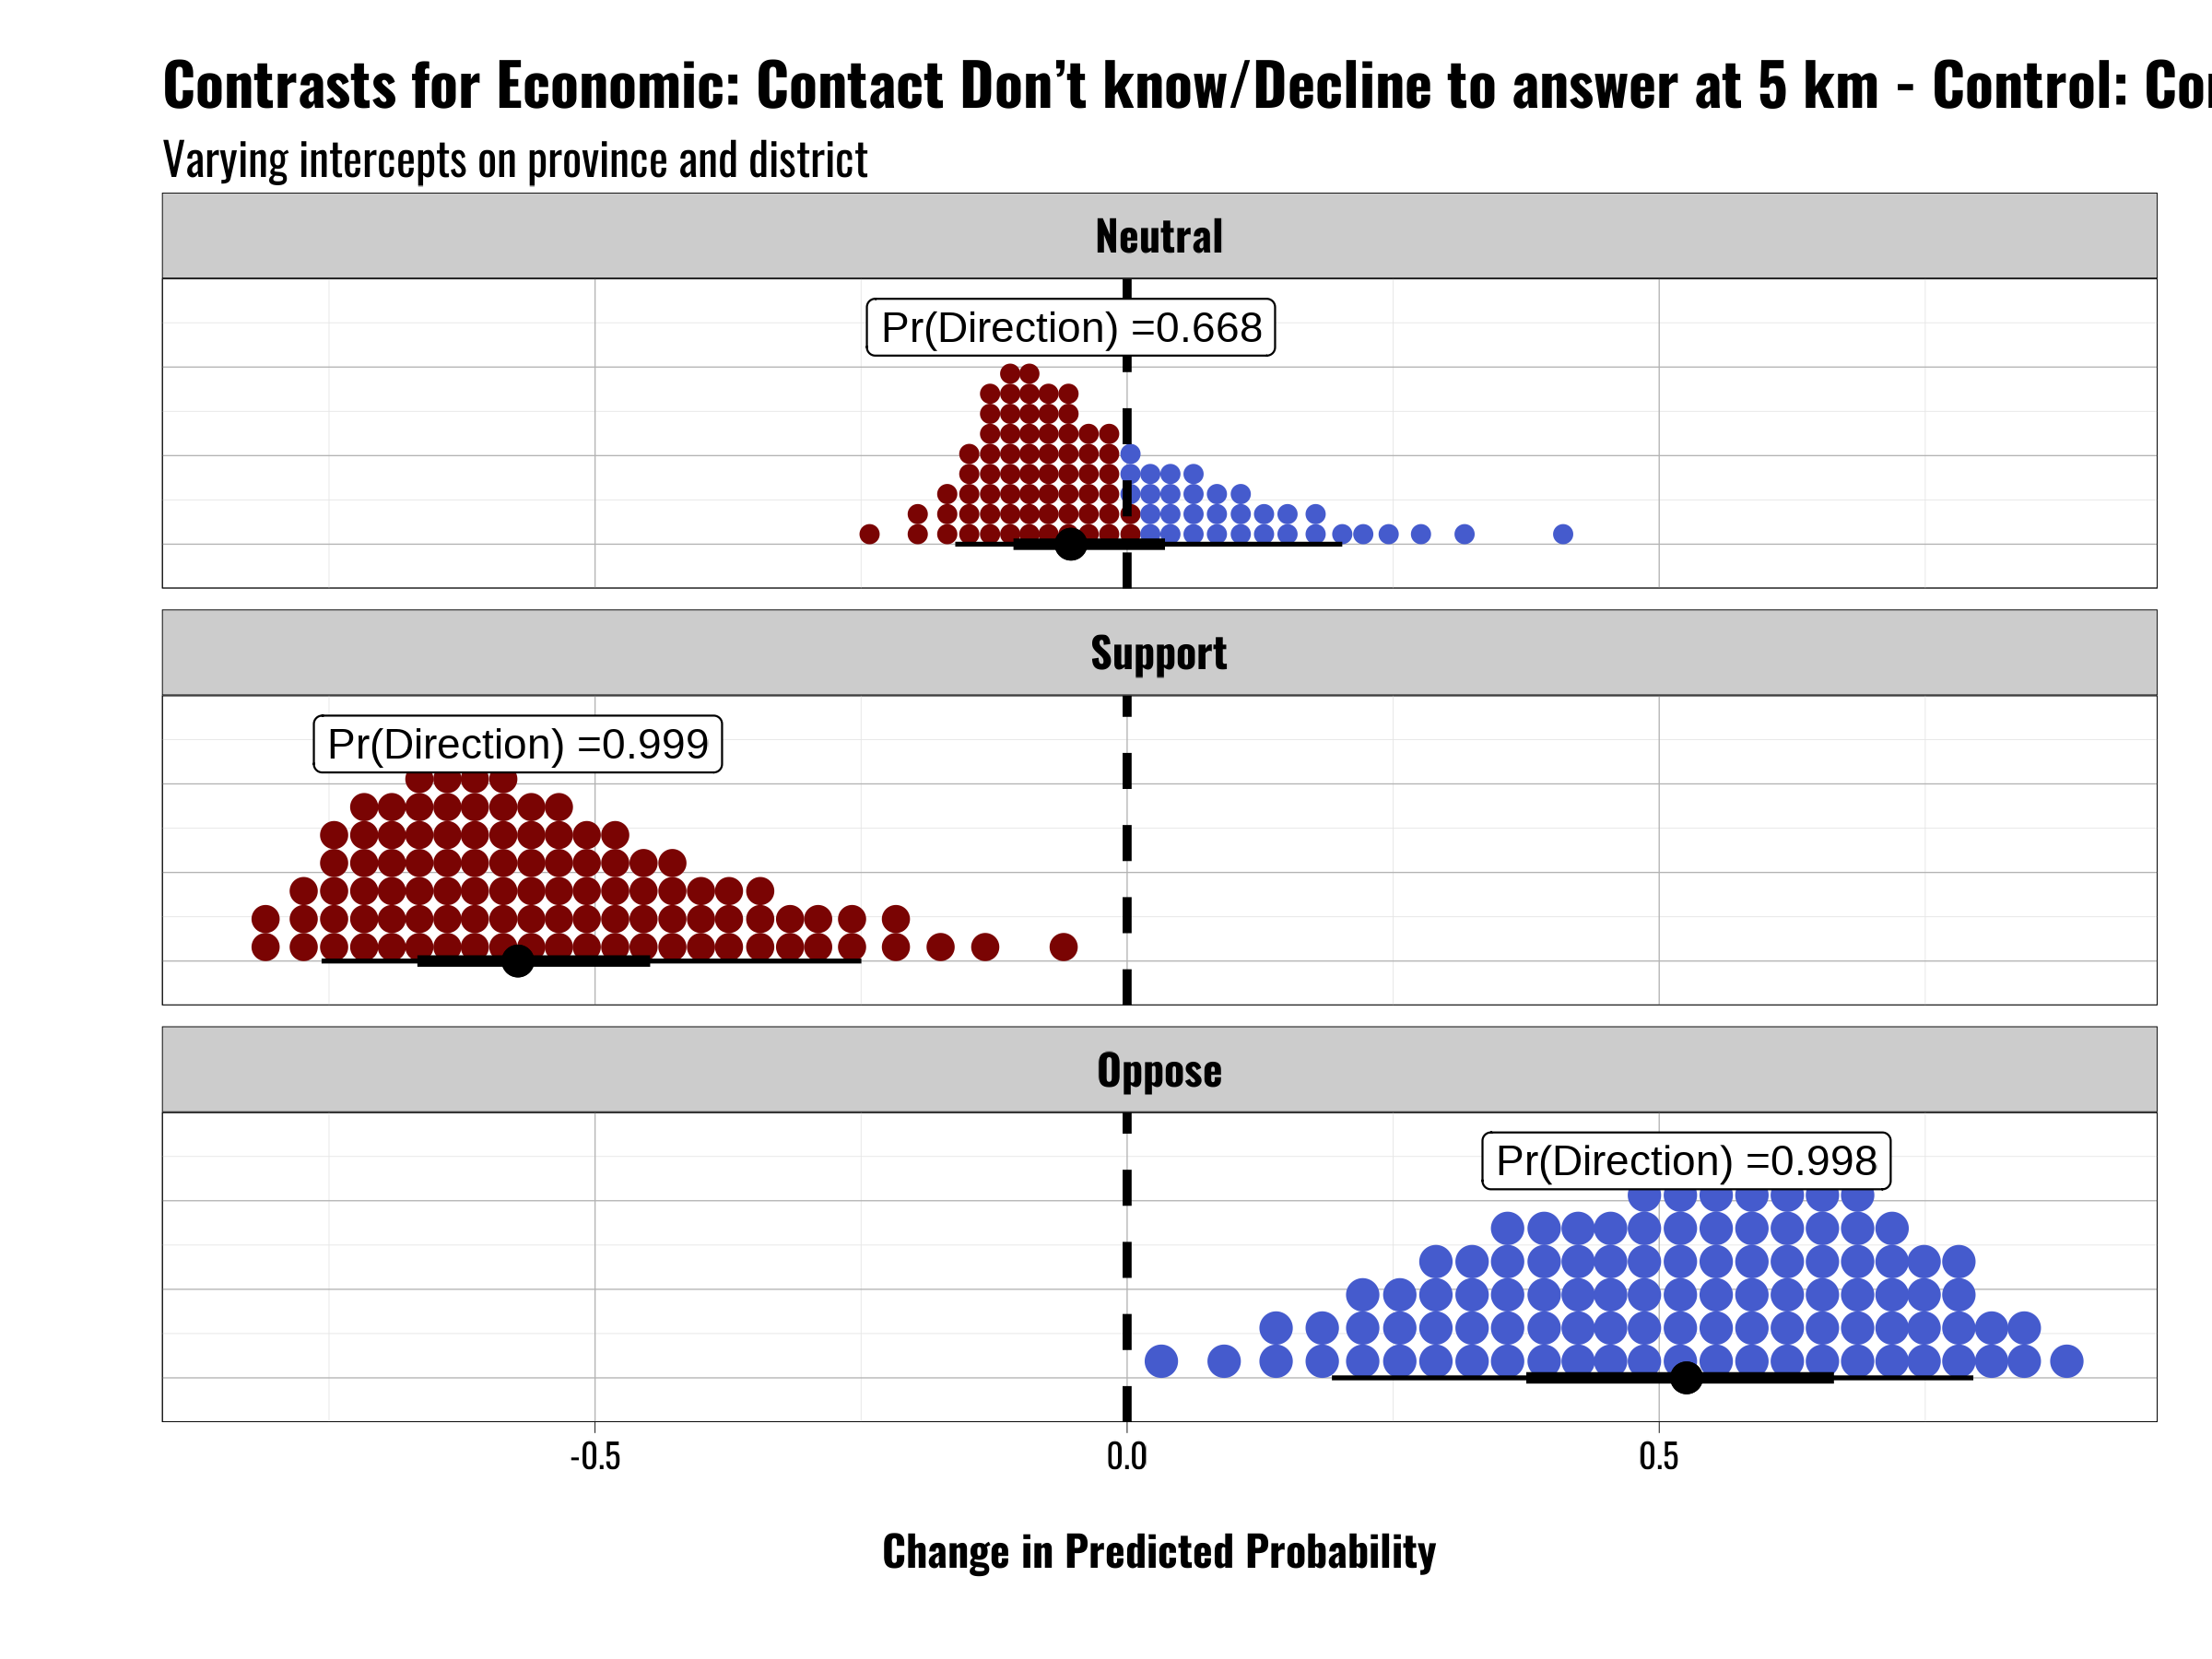 Contrasts for Economic: Contact Don’t know/Decline to answer at 5 km - Control:
Varying intercepts on province and district
Neutral
Pr(Direction) =0.668
Support
Pr(Direction) =0.999
Oppose
Pr(Direction) =0.998
-0.5 0.0 0.5
Change in Predicted Probability